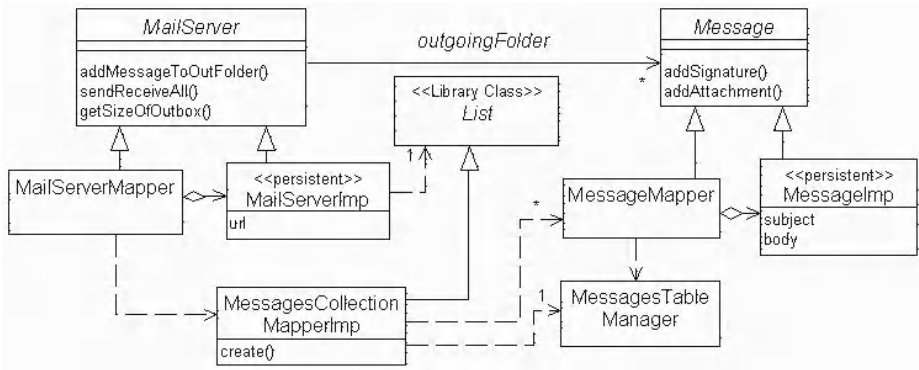 MailServer
addMessageToOutFolder()
sendReceiveAll()
getSizeOfOutbox()
outgoingFolder
*
Message
addSignature()
addAttachment()
<<Library Class>>
List
1
MailServerMapper
<<persistent>>
MailServerImp
url
MessageMapper
*
<<persistent>>
MessageImp
subject
body
MessagesCollection
MapperImp
create()
1
MessagesTable
Manager